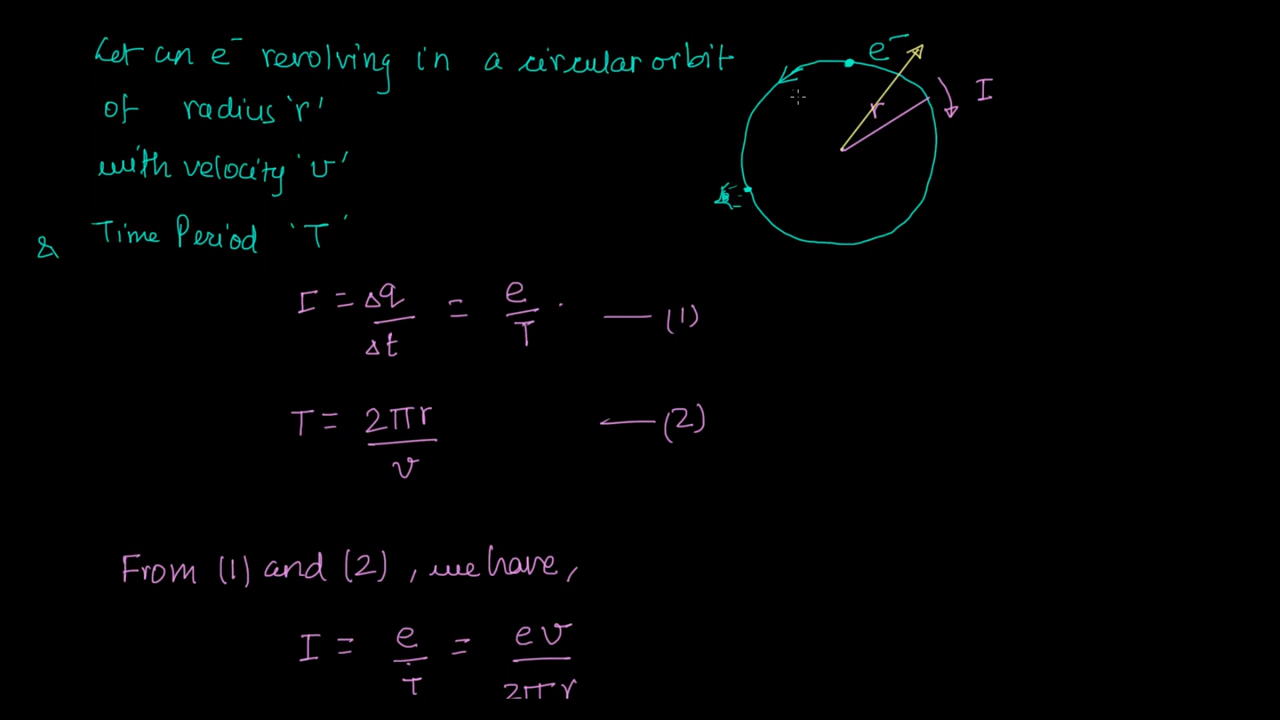 Let an e⁻ revolving in a circular orbit
of radius 'r'
with velocity 'v'
& Time Period 'T'
e⁻
r
I
I = Δq/Δt = e/T . —— (1)
T = 2πr/v —— (2)
From (1) and (2), we have,
I = e/T = ev/2πr